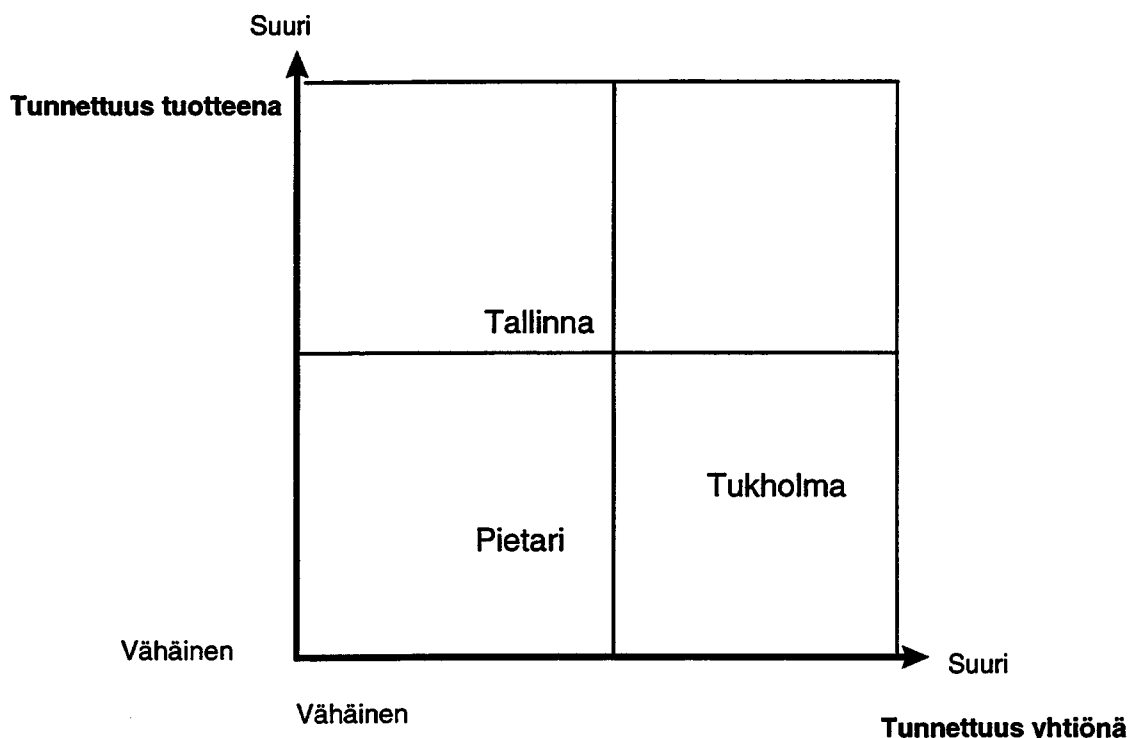 Suuri
Tunnettuus tuotteena
Tallinna
Tukholma
Pietari
Vähäinen
Suuri
Vähäinen
Tunnettuus yhtiönä